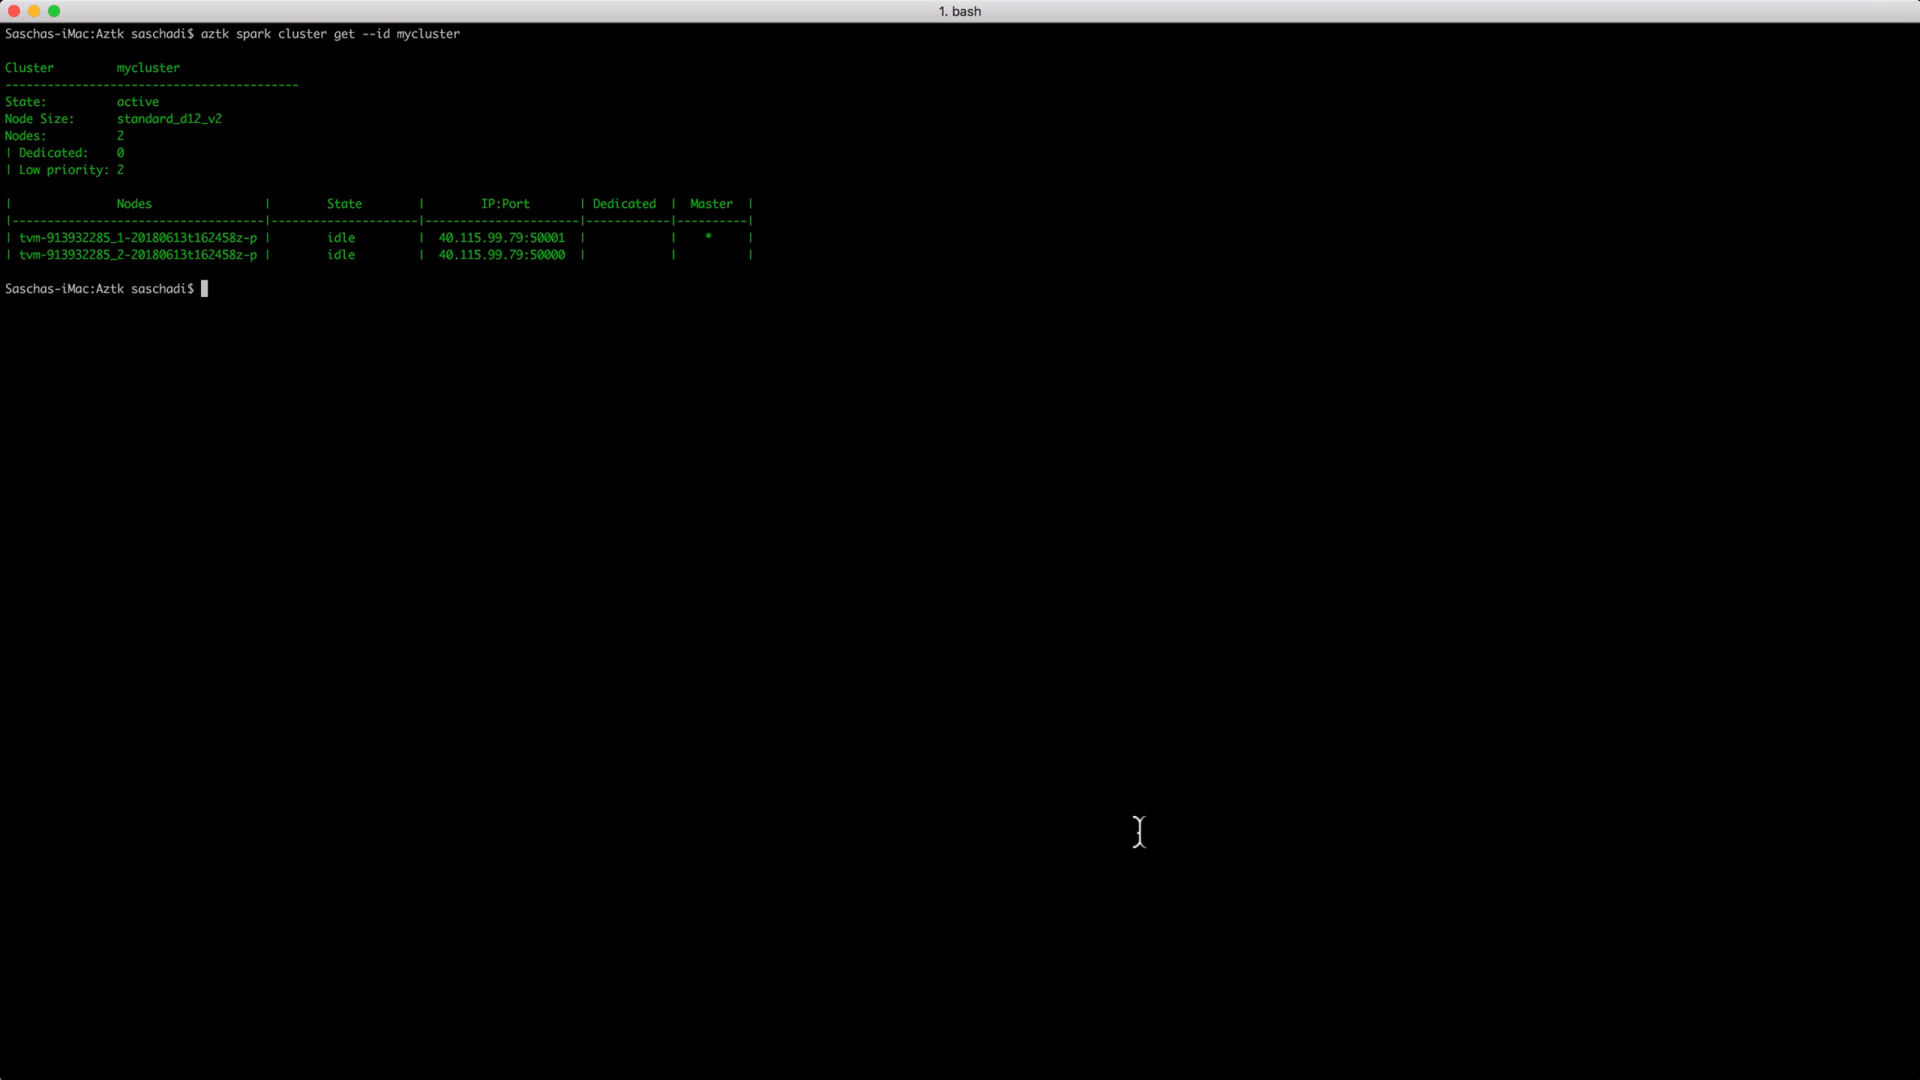 1. bash
Saschas-iMac:Aztk saschadi$ aztk spark cluster get --id mycluster
Cluster         mycluster
------------------------------------------
State:          active
Node Size:      standard_d12_v2
Nodes:          2
| Dedicated:    0
| Low priority: 2
|               Nodes                |        State        |        IP:Port       | Dedicated  |  Master  |
|------------------------------------|---------------------|----------------------|------------|----------|
| tvm-913932285_1-20180613t162458z-p |        idle         |  40.115.99.79:50001  |            |    *     |
| tvm-913932285_2-20180613t162458z-p |        idle         |  40.115.99.79:50000  |            |          |
Saschas-iMac:Aztk saschadi$